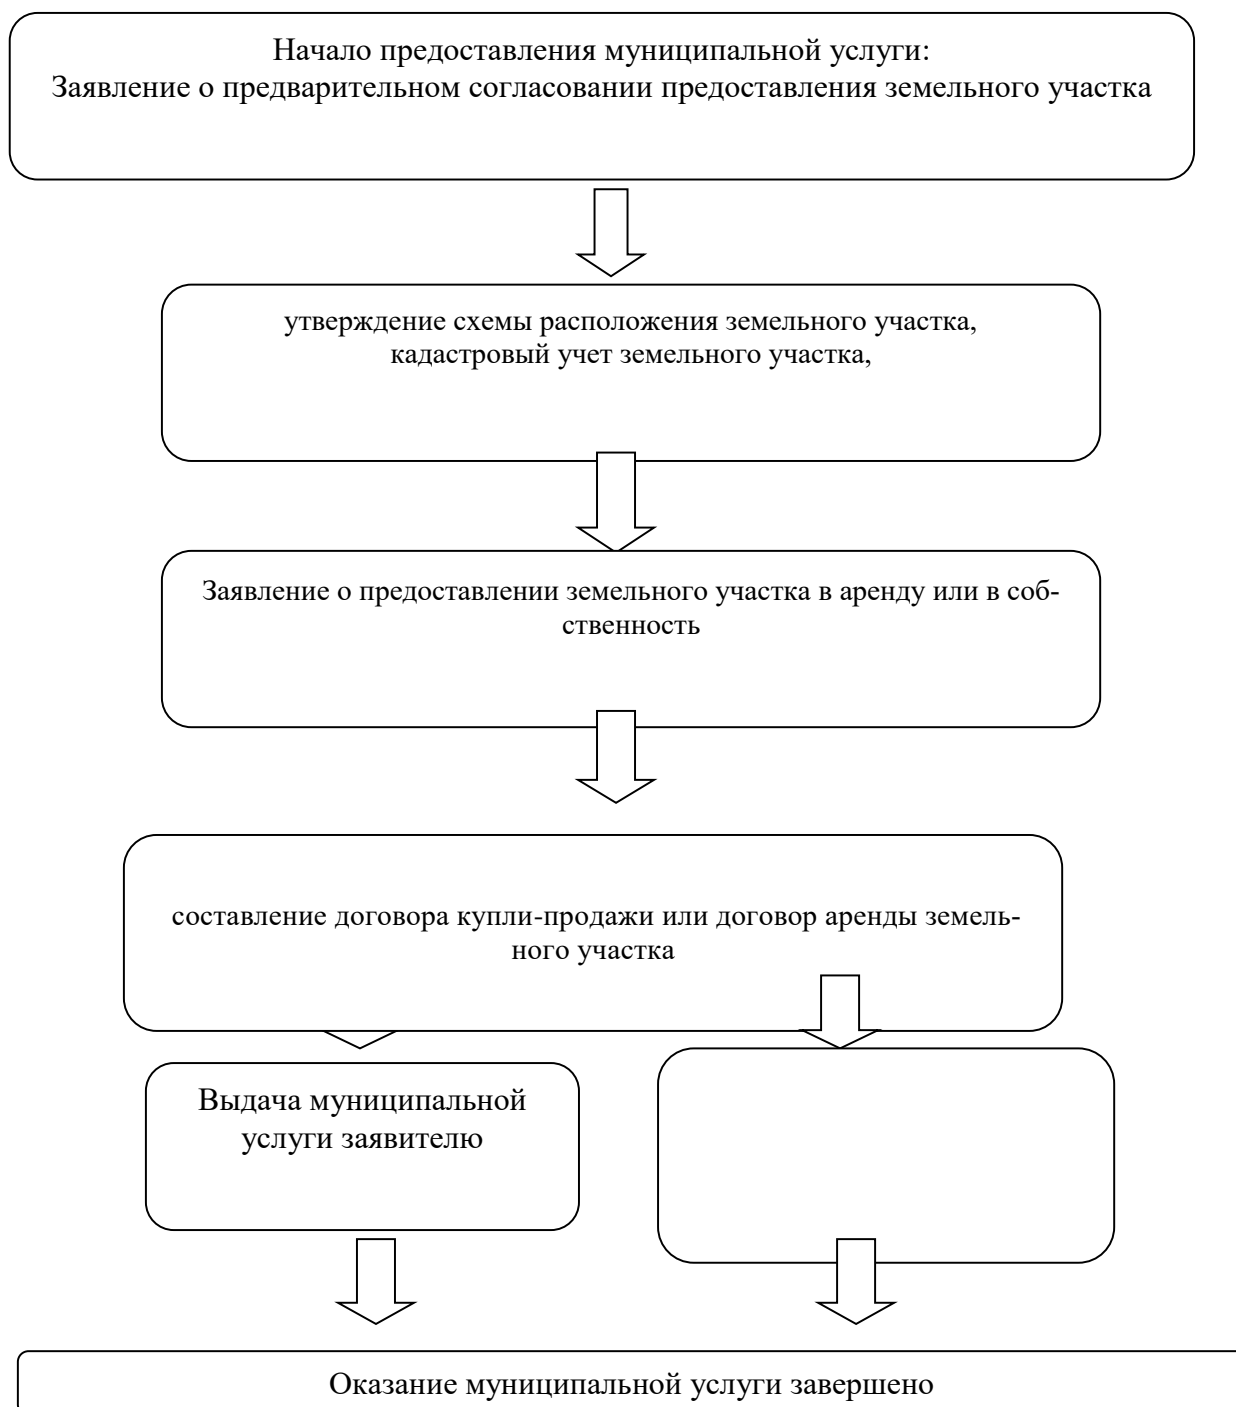 Начало предоставления муниципальной услуги:
Заявление о предварительном согласовании предоставления земельного участка
утверждение схемы расположения земельного участка,
кадастровый учет земельного участка,
Заявление о предоставлении земельного участка в аренду или в соб-
ственность
составление договора купли-продажи или договор аренды земель-
ного участка
Выдача муниципальной
услуги заявителю
Оказание муниципальной услуги завершено